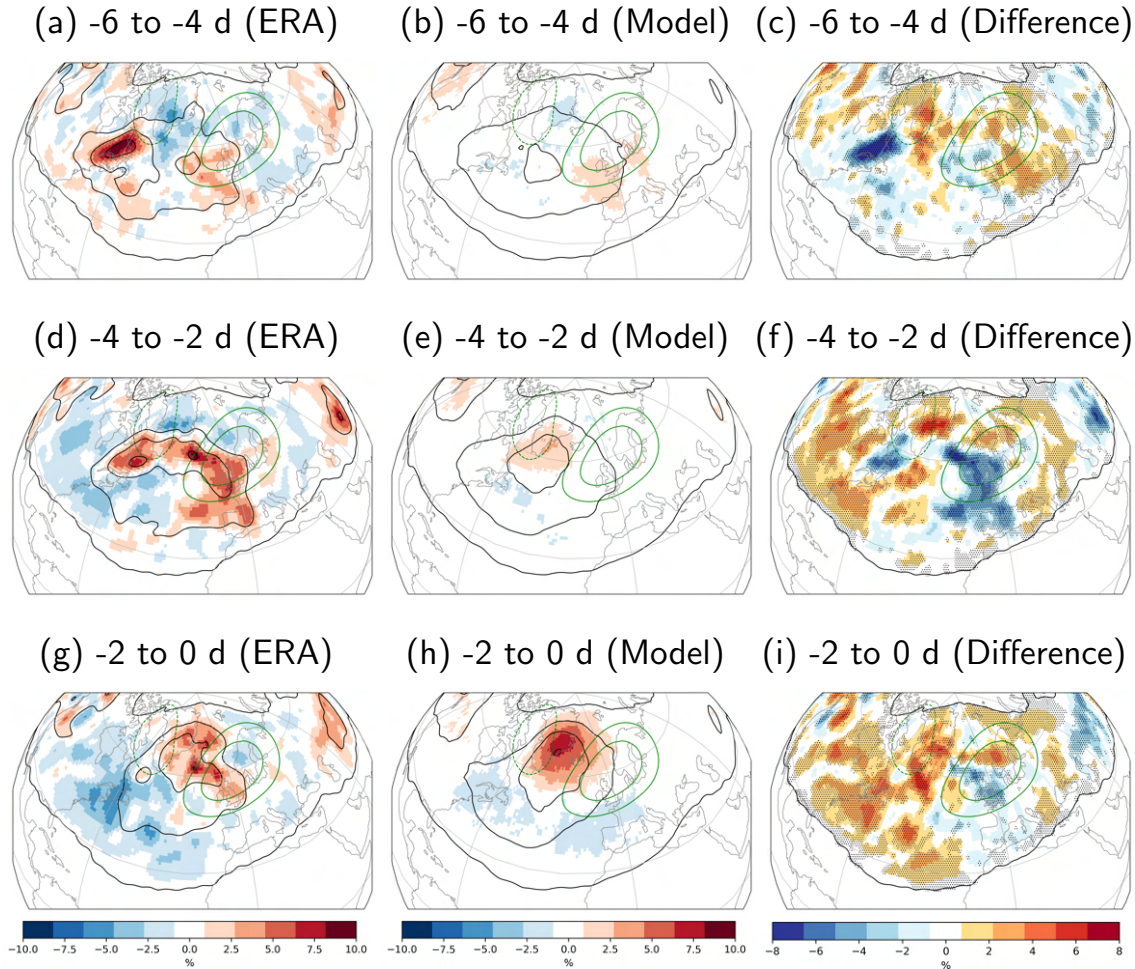 (a) -6 to -4 d (ERA)
(b) -6 to -4 d (Model)
(c) -6 to -4 d (Difference)
(d) -4 to -2 d (ERA)
(e) -4 to -2 d (Model)
(f) -4 to -2 d (Difference)
(g) -2 to 0 d (ERA)
(h) -2 to 0 d (Model)
(i) -2 to 0 d (Difference)
−10.0 −7.5 −5.0 −2.5 0.0 2.5 5.0 7.5 10.0
%
−10.0 −7.5 −5.0 −2.5 0.0 2.5 5.0 7.5 10.0
%
−8 −6 −4 −2 0 2 4 6 8
%